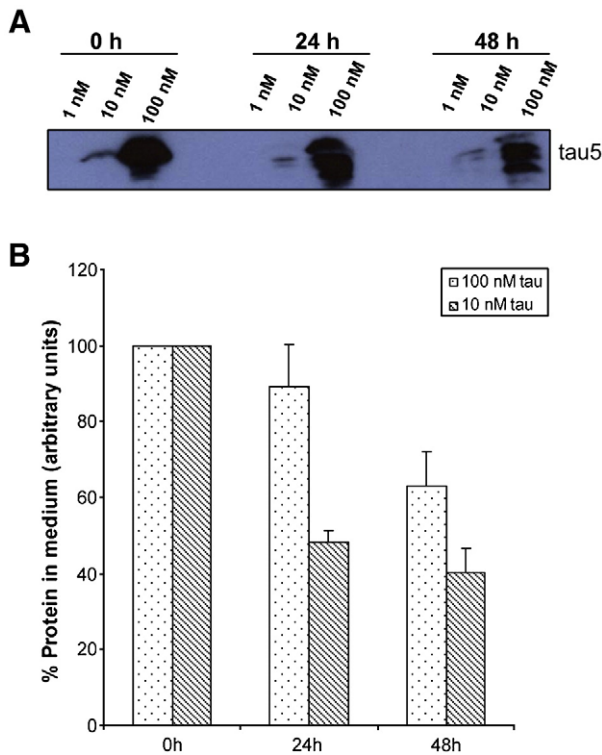 A
0 h 24 h 48 h
1 nM 10 nM 100 nM 1 nM 10 nM 100 nM 1 nM 10 nM 100 nM
tau5
B
% Protein in medium (arbitrary units)
120
100
80
60
40
20
0
100 nM tau
10 nM tau
0h 24h 48h